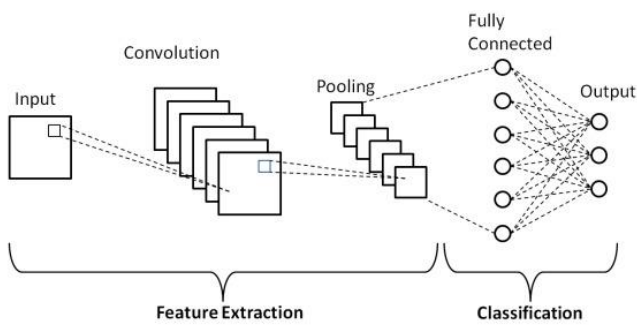 Input
Convolution
Pooling
Fully
Connected
Output
Feature Extraction
Classification